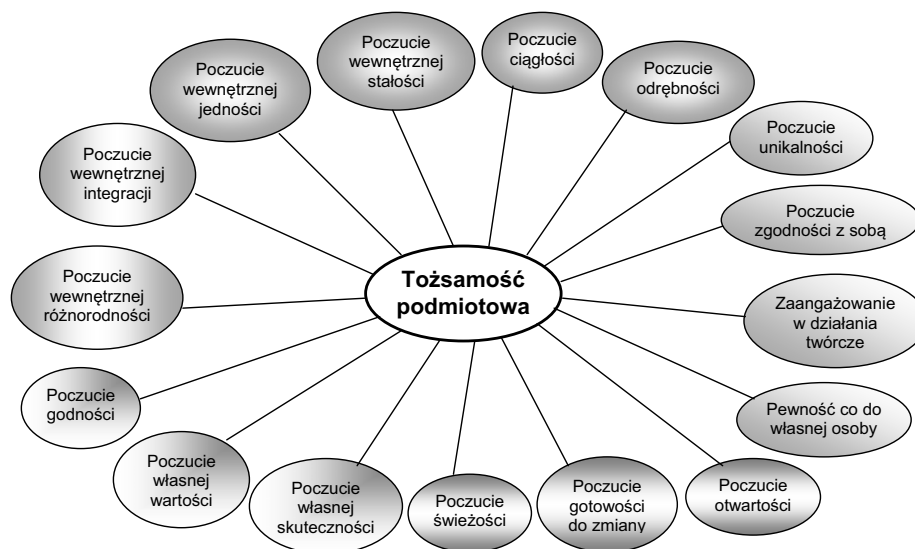 Poczucie
wewnętrznej
stałości
Poczucie
ciągłości
Poczucie
wewnętrznej
jedności
Poczucie
odrębności
Poczucie
unikalności
Poczucie
wewnętrznej
integracji
Poczucie
zgodności z sobą
Tożsamość
podmiotowa
Poczucie
wewnętrznej
różnorodności
Zaangażowanie
w działania
twórcze
Poczucie
godności
Pewność co do
własnej osoby
Poczucie
własnej
wartości
Poczucie
własnej
skuteczności
Poczucie
świeżości
Poczucie
gotowości
do zmiany
Poczucie
otwartości